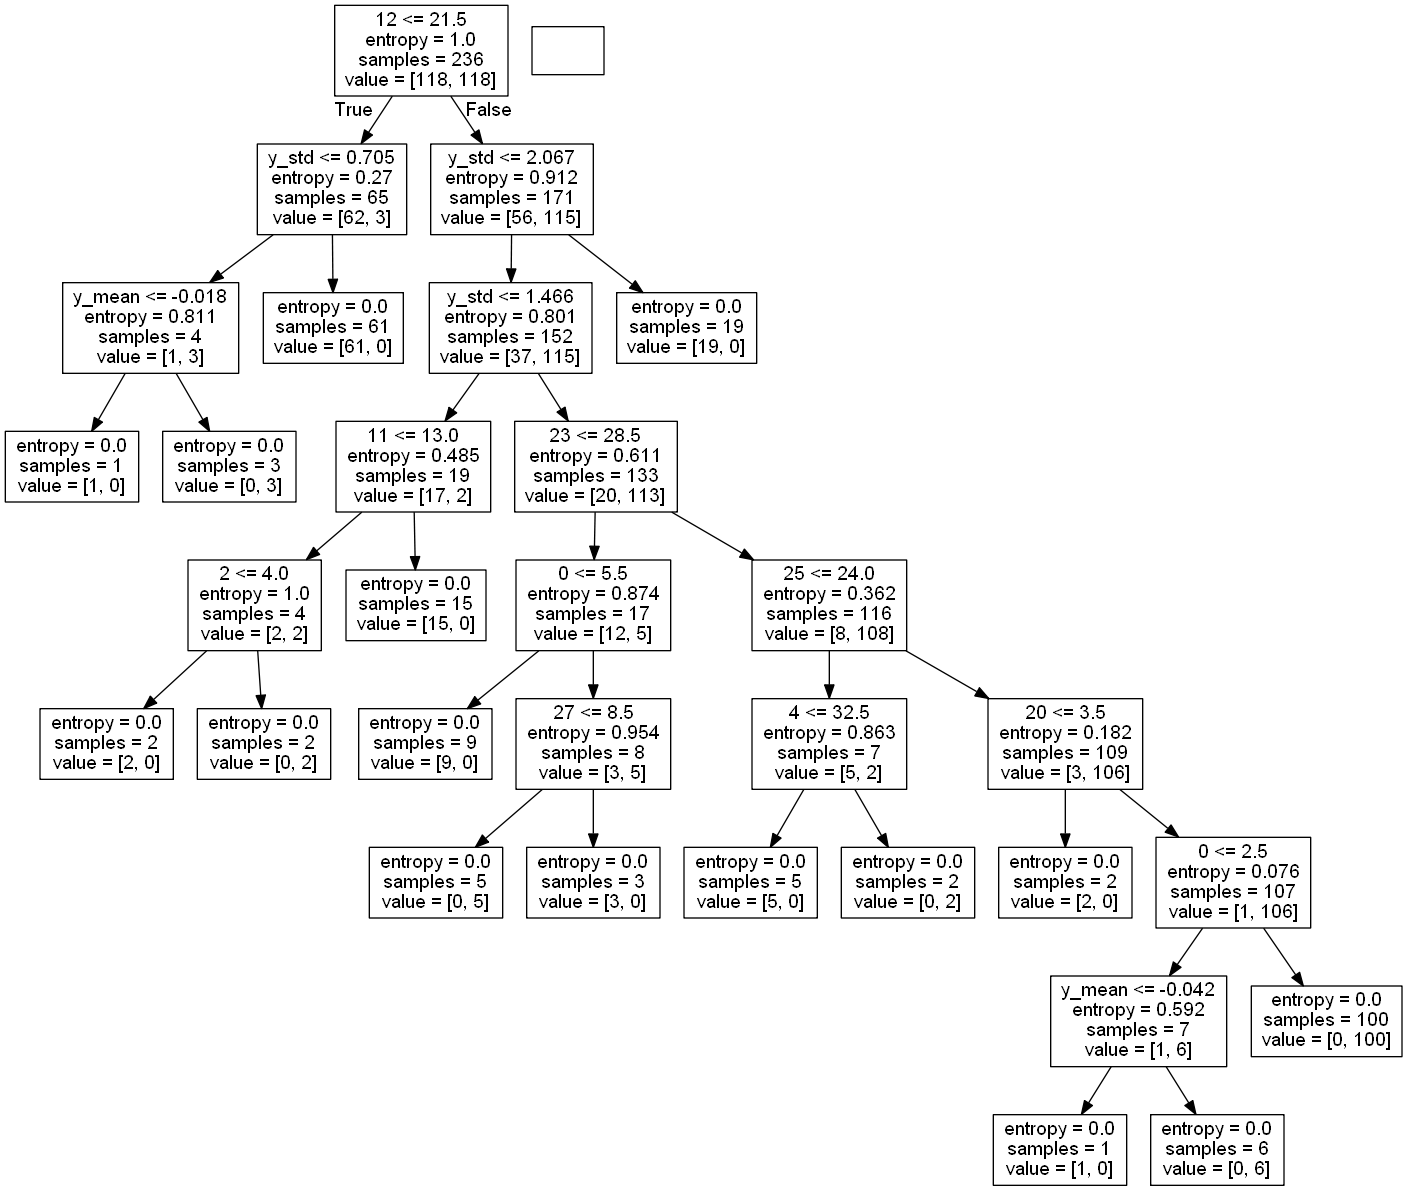 12 <= 21.5
entropy = 1.0
samples = 236
value = [118, 118]
True
False
y_std <= 0.705
entropy = 0.27
samples = 65
value = [62, 3]
y_std <= 2.067
entropy = 0.912
samples = 171
value = [56, 115]
y_mean <= -0.018
entropy = 0.811
samples = 4
value = [1, 3]
entropy = 0.0
samples = 61
value = [61, 0]
y_std <= 1.466
entropy = 0.801
samples = 152
value = [37, 115]
entropy = 0.0
samples = 19
value = [19, 0]
entropy = 0.0
samples = 1
value = [1, 0]
entropy = 0.0
samples = 3
value = [0, 3]
11 <= 13.0
entropy = 0.485
samples = 19
value = [17, 2]
23 <= 28.5
entropy = 0.611
samples = 133
value = [20, 113]
2 <= 4.0
entropy = 1.0
samples = 4
value = [2, 2]
entropy = 0.0
samples = 15
value = [15, 0]
0 <= 5.5
entropy = 0.874
samples = 17
value = [12, 5]
25 <= 24.0
entropy = 0.362
samples = 116
value = [8, 108]
entropy = 0.0
samples = 2
value = [2, 0]
entropy = 0.0
samples = 2
value = [0, 2]
entropy = 0.0
samples = 9
value = [9, 0]
27 <= 8.5
entropy = 0.954
samples = 8
value = [3, 5]
4 <= 32.5
entropy = 0.863
samples = 7
value = [5, 2]
20 <= 3.5
entropy = 0.182
samples = 109
value = [3, 106]
entropy = 0.0
samples = 5
value = [0, 5]
entropy = 0.0
samples = 3
value = [3, 0]
entropy = 0.0
samples = 5
value = [5, 0]
entropy = 0.0
samples = 2
value = [0, 2]
entropy = 0.0
samples = 2
value = [2, 0]
0 <= 2.5
entropy = 0.076
samples = 107
value = [1, 106]
y_mean <= -0.042
entropy = 0.592
samples = 7
value = [1, 6]
entropy = 0.0
samples = 100
value = [0, 100]
entropy = 0.0
samples = 1
value = [1, 0]
entropy = 0.0
samples = 6
value = [0, 6]